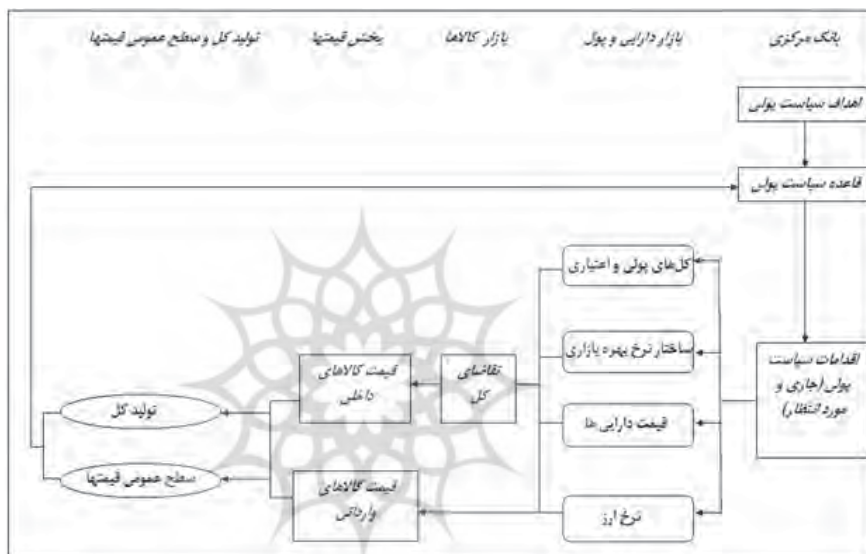 بانک مرکزی
بازار دارایی و پول
بازار کالاها
بخش قیمتها
تولید کل و سطح عمومی قیمتها
اهداف سیاست پولی
قاعده سیاست پولی
کل‌های پولی و اعتباری
ساختار نرخ بهره بازاری
اقدامات سیاست
پولی(جاری و
مورد انتظار)
قیمت دارایی ها
نرخ ارز
تقاضای
کل
قیمت کالاهای
داخلی
قیمت کالاهای
وارداتی
تولید کل
سطح عمومی قیمتها